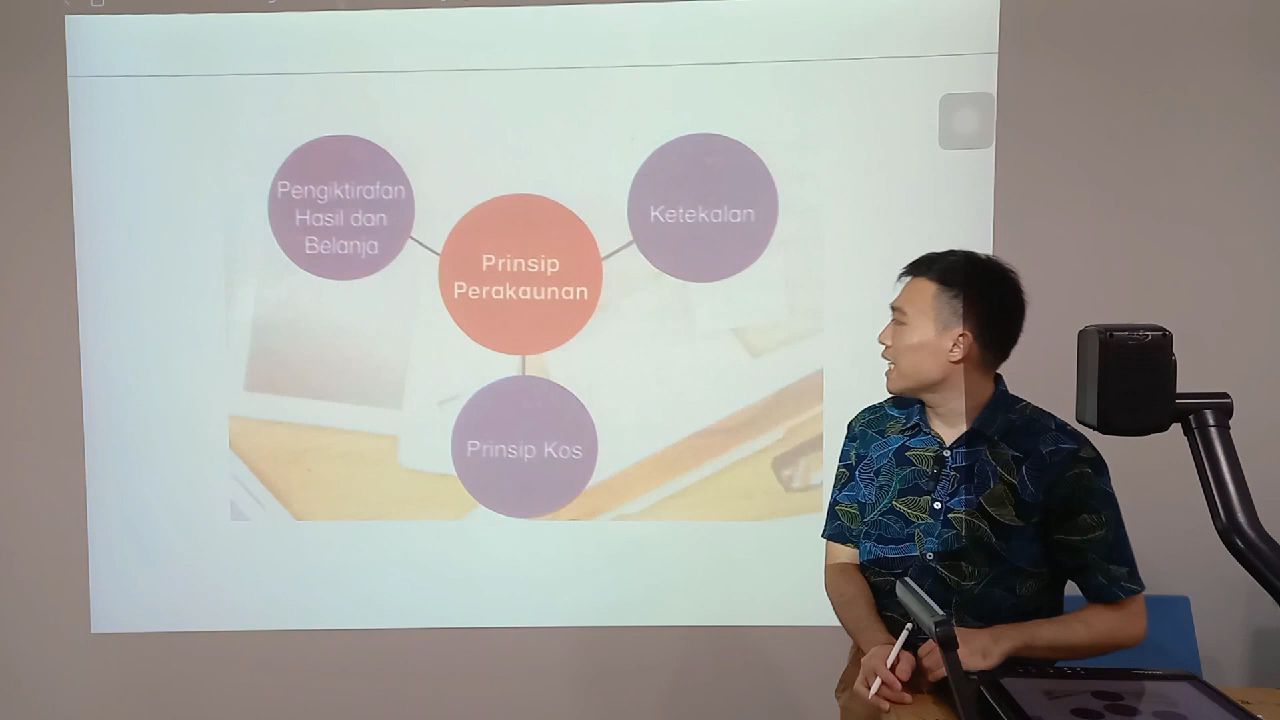 Pengiktirafan
Hasil dan
Belanja
Ketekalan
Prinsip
Perakaunan
Prinsip Kos